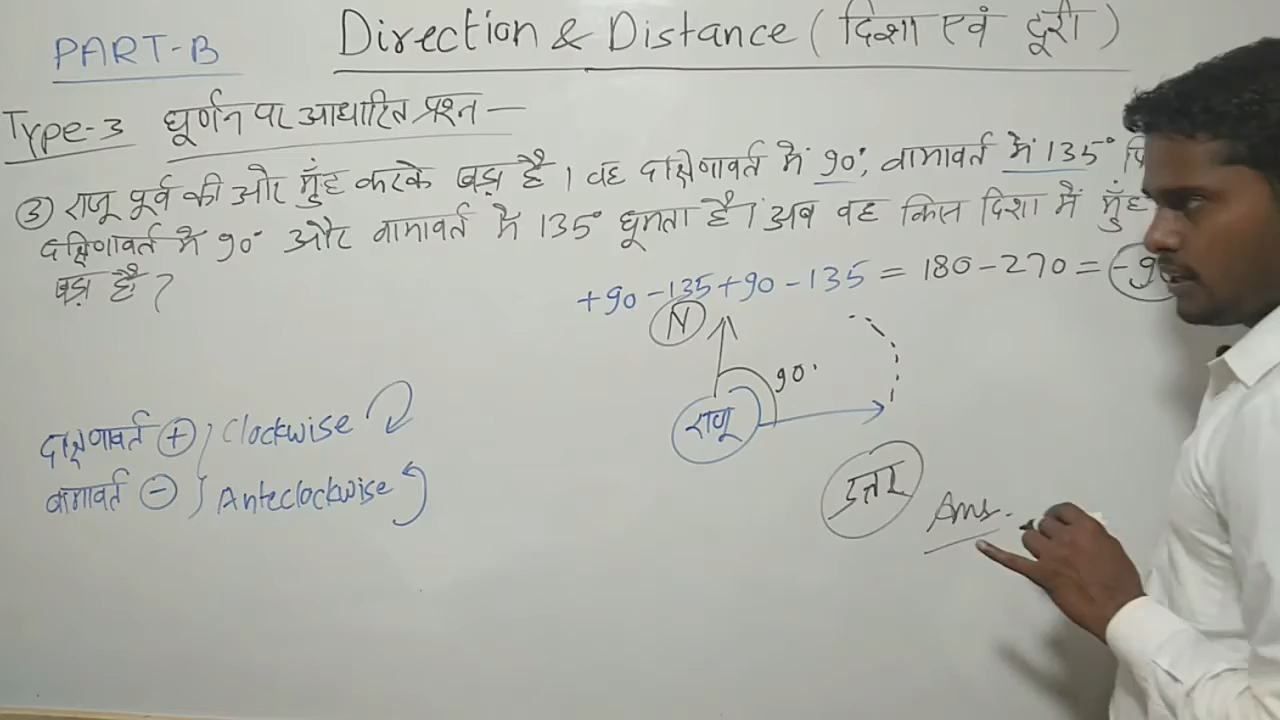 PART-B
Direction & Distance (दिशा एवं दूरी)
Type-3 घूर्णन पर आधारित प्रश्न —
③ राजू पूर्व की ओर मुँह करके खड़ा है। वह दक्षिणावर्त में 90°, वामावर्त में 135°
दक्षिणावर्त में 90° और वामावर्त में 135° घूमता है। अब वह किस दिशा में मुँह
खड़ा है?
+90 -135 +90 - 135 = 180 - 270 =
N
90°
राजू
दक्षिणावर्त + , Clockwise
वामावर्त - , Anteclockwise
उत्तर Ans.